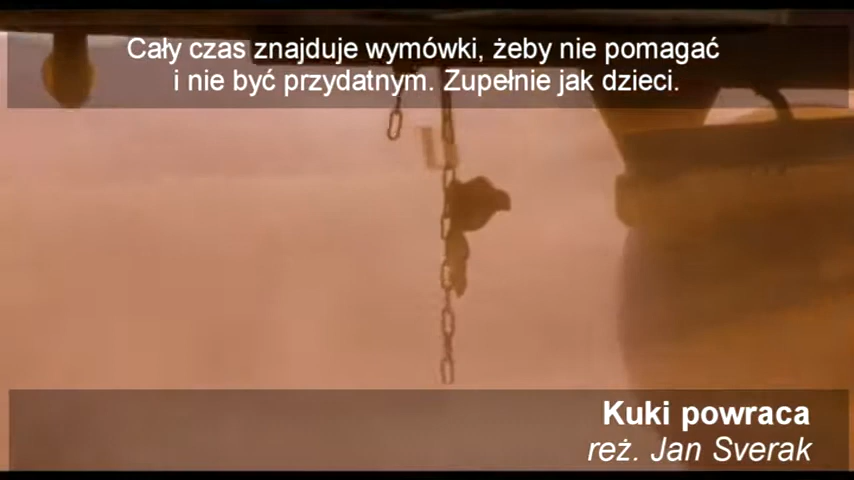 Cały czas znajduje wymówki, żeby nie pomagać
i nie być przydatnym. Zupełnie jak dzieci.
Kuki powraca
reż. Jan Sverak